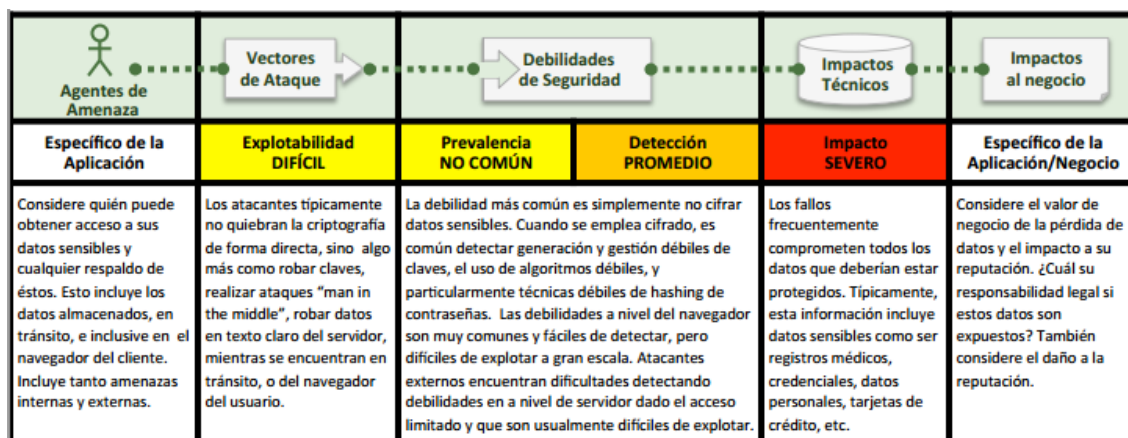 Agentes de
Amenaza
Vectores
de Ataque
Debilidades
de Seguridad
Impactos
Técnicos
Impactos
al negocio
Específico de la
Aplicación
Explotabilidad
DIFÍCIL
Prevalencia
NO COMÚN
Detección
PROMEDIO
Impacto
SEVERO
Específico de la
Aplicación/Negocio
Considere quién puede
obtener acceso a sus
datos sensibles y
cualquier respaldo de
éstos. Esto incluye los
datos almacenados, en
tránsito, e inclusive en el
navegador del cliente.
Incluye tanto amenazas
internas y externas.
Los atacantes típicamente
no quiebran la criptografía
de forma directa, sino algo
más como robar claves,
realizar ataques “man in
the middle”, robar datos
en texto claro del servidor,
mientras se encuentran en
tránsito, o del navegador
del usuario.
La debilidad más común es simplemente no cifrar
datos sensibles. Cuando se emplea cifrado, es
común detectar generación y gestión débiles de
claves, el uso de algoritmos débiles, y
particularmente técnicas débiles de hashing de
contraseñas. Las debilidades a nivel del navegador
son muy comunes y fáciles de detectar, pero
difíciles de explotar a gran escala. Atacantes
externos encuentran dificultades detectando
debilidades en a nivel de servidor dado el acceso
limitado y que son usualmente difíciles de explotar.
Los fallos
frecuentemente
comprometen todos los
datos que deberían estar
protegidos. Típicamente,
esta información incluye
datos sensibles como ser
registros médicos,
credenciales, datos
personales, tarjetas de
crédito, etc.
Considere el valor de
negocio de la pérdida de
datos y el impacto a su
reputación. ¿Cuál su
responsabilidad legal si
estos datos son
expuestos? También
considere el daño a la
reputación.